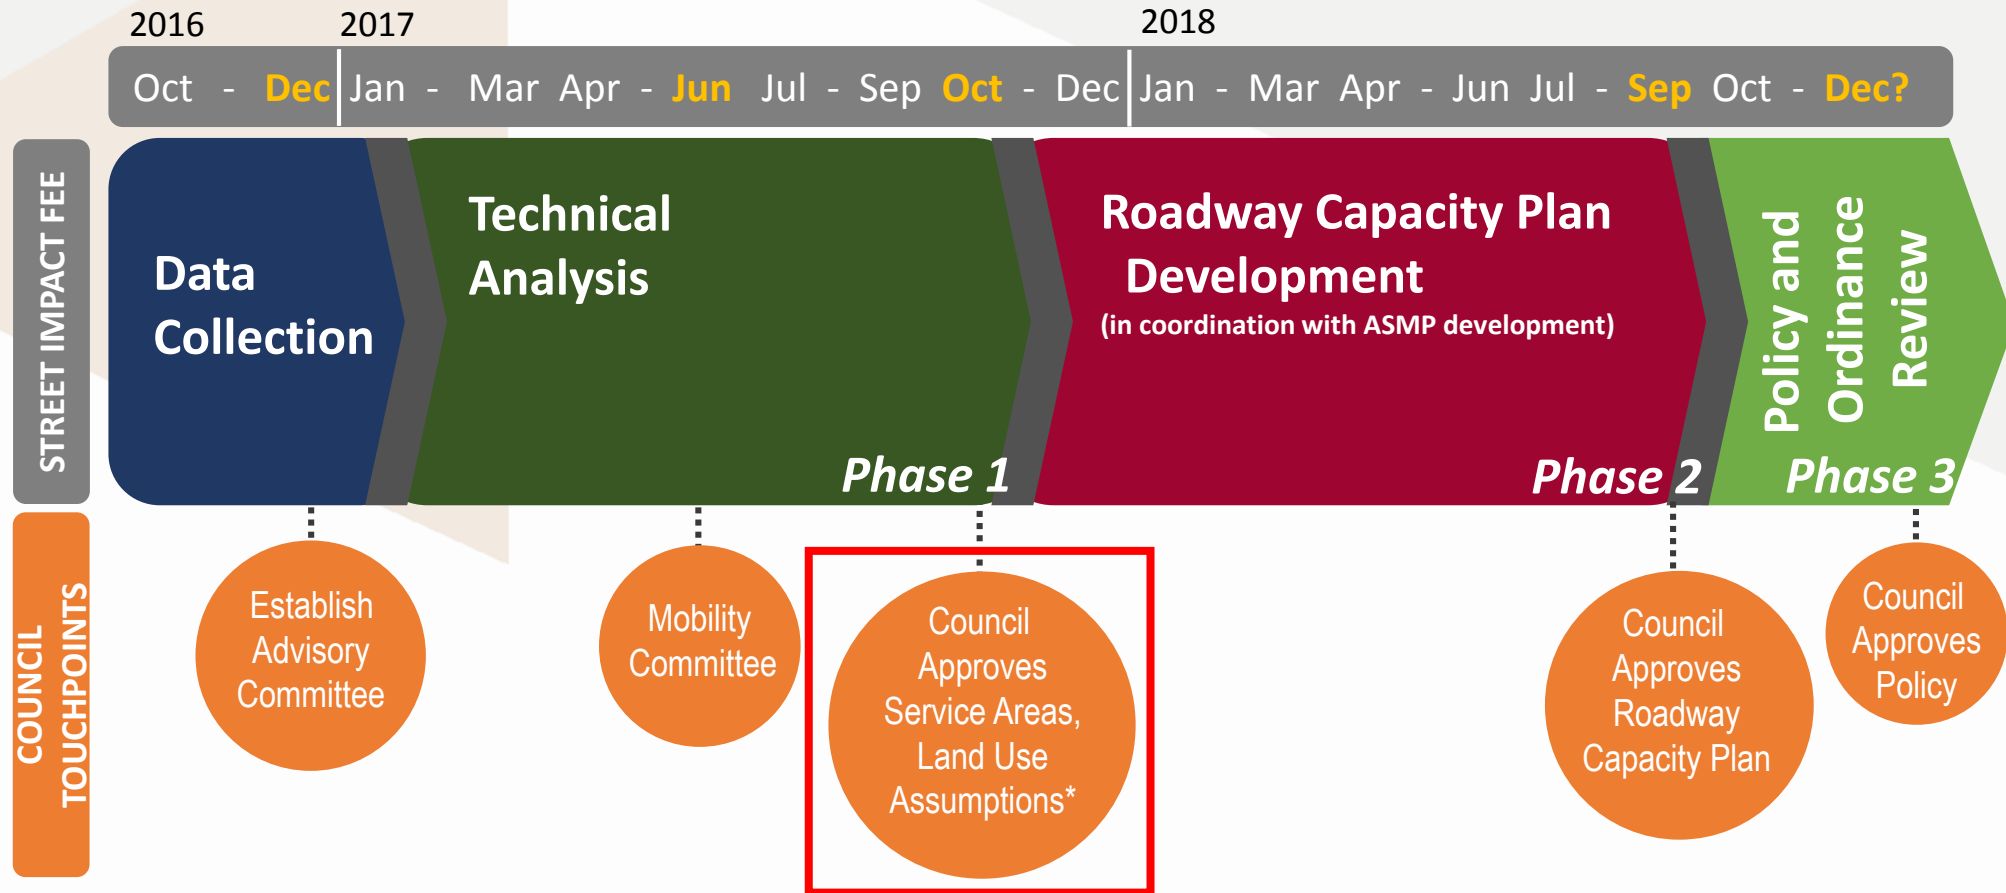 2016 2017 2018
Oct - Dec Jan - Mar Apr - Jun Jul - Sep Oct - Dec Jan - Mar Apr - Jun Jul - Sep Oct - Dec?
STREET IMPACT FEE
Data
Collection
Technical
Analysis
Phase 1
Roadway Capacity Plan
Development
(in coordination with ASMP development)
Phase 2
Policy and
Ordinance
Review
Phase 3
COUNCIL
TOUCHPOINTS
Establish
Advisory
Committee
Mobility
Committee
Council
Approves
Service Areas,
Land Use
Assumptions*
Council
Approves
Roadway
Capacity Plan
Council
Approves
Policy